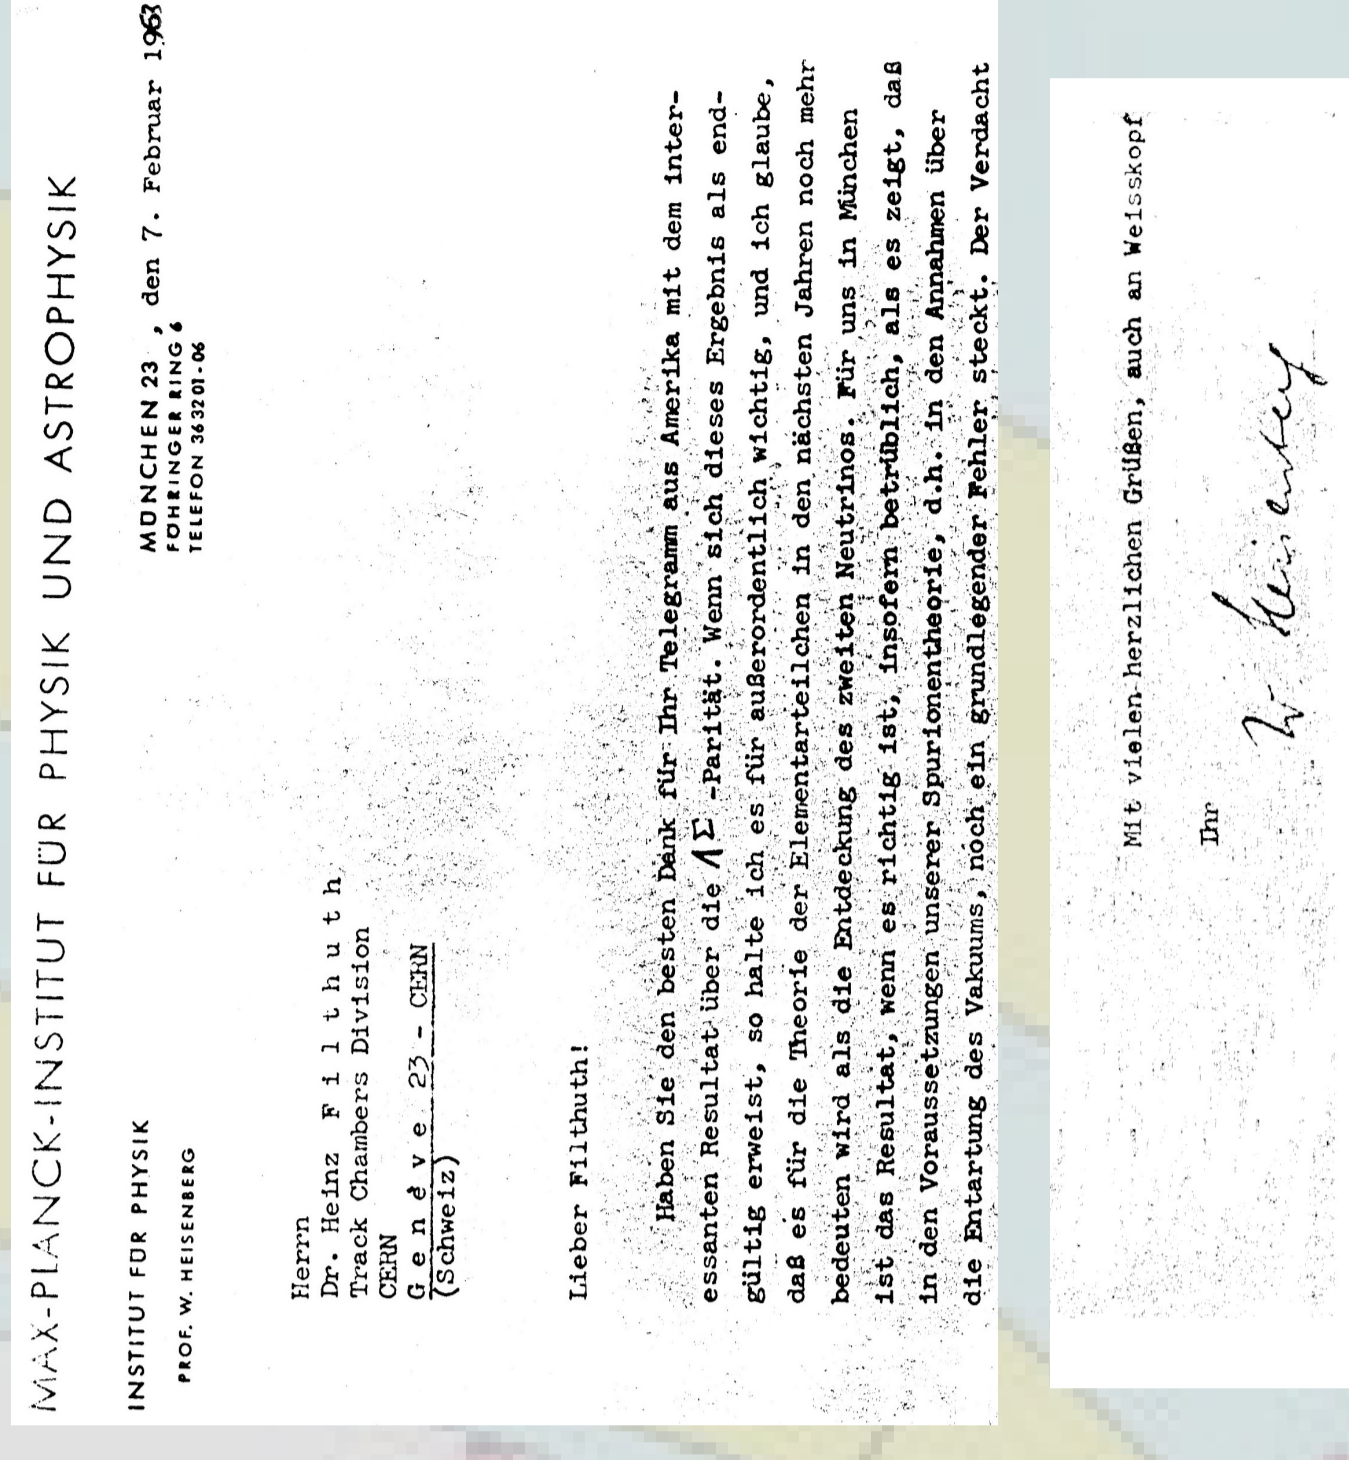 MAX-PLANCK-INSTITUT FÜR PHYSIK UND ASTROPHYSIK
INSTITUT FÜR PHYSIK
PROF. W. HEISENBERG
MÜNCHEN 23, den 7. Februar 1963
FÖHRINGER RING 6
TELEFON 36 32 01-06
Herrn
Dr. Heinz F i l t h u t h
Track Chambers Division
CERN
G e n è v e 23 - CERN
(Schweiz)
Lieber Filthuth!
Haben Sie den besten Dank für Ihr Telegramm aus Amerika mit dem inter-
essanten Resultat über die ΛΣ -Parität. Wenn sich dieses Ergebnis als end-
gültig erweist, so halte ich es für außerordentlich wichtig, und ich glaube,
daß es für die Theorie der Elementarteilchen in den nächsten Jahren noch mehr
bedeuten wird als die Entdeckung des zweiten Neutrinos. Für uns in München
ist das Resultat, wenn es richtig ist, insofern betrüblich, als es zeigt, daß
in den Voraussetzungen unserer Spurionentheorie, d.h. in den Annahmen über
die Entartung des Vakuums, noch ein grundlegender Fehler steckt. Der Verdacht
Mit vielen herzlichen Grüßen, auch an Weisskopf
Ihr
W. Heisenberg